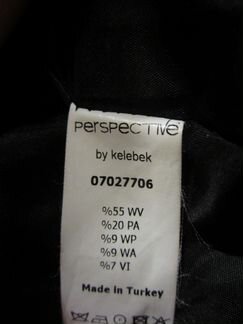 perspective
by kelebek
07027706
%55 WV
%20 PA
%9 WP
%9 WA
%7 VI
Made in Turkey